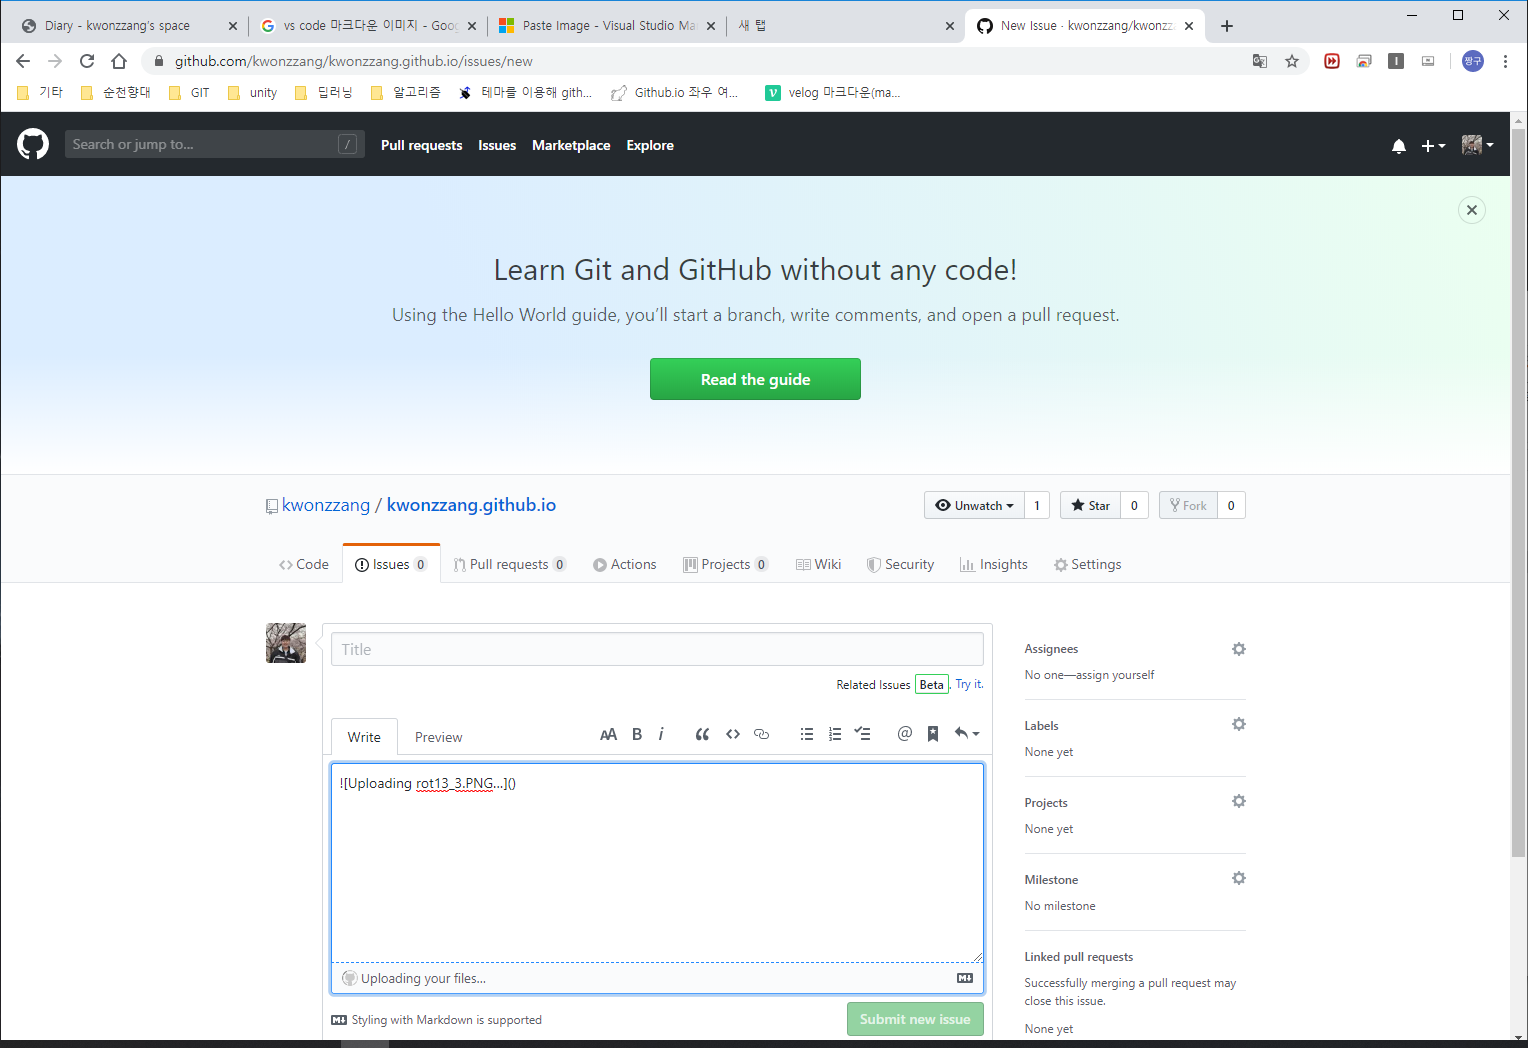 Diary - kwonzzang's space
vs code 마크다운 이미지 - Goog
Paste Image - Visual Studio Ma
새 탭
New Issue · kwonzzang/kwonzz
github.com/kwonzzang/kwonzzang.github.io/issues/new
짱구
기타
순천향대
GIT
unity
딥러닝
알고리즘
테마를 이용해 gith...
Github.io 좌우 여...
velog 마크다운(ma...
Search or jump to...
/
Pull requests
Issues
Marketplace
Explore
Learn Git and GitHub without any code!
Using the Hello World guide, you’ll start a branch, write comments, and open a pull request.
Read the guide
kwonzzang / kwonzzang.github.io
Unwatch 1
Star 0
Fork 0
Code
Issues 0
Pull requests 0
Actions
Projects 0
Wiki
Security
Insights
Settings
Title
Related Issues Beta. Try it.
Write
Preview
![Uploading rot13_3.PNG...]()
Uploading your files...
Styling with Markdown is supported
Submit new issue
Assignees
No one—assign yourself
Labels
None yet
Projects
None yet
Milestone
No milestone
Linked pull requests
Successfully merging a pull request may
close this issue.
None yet